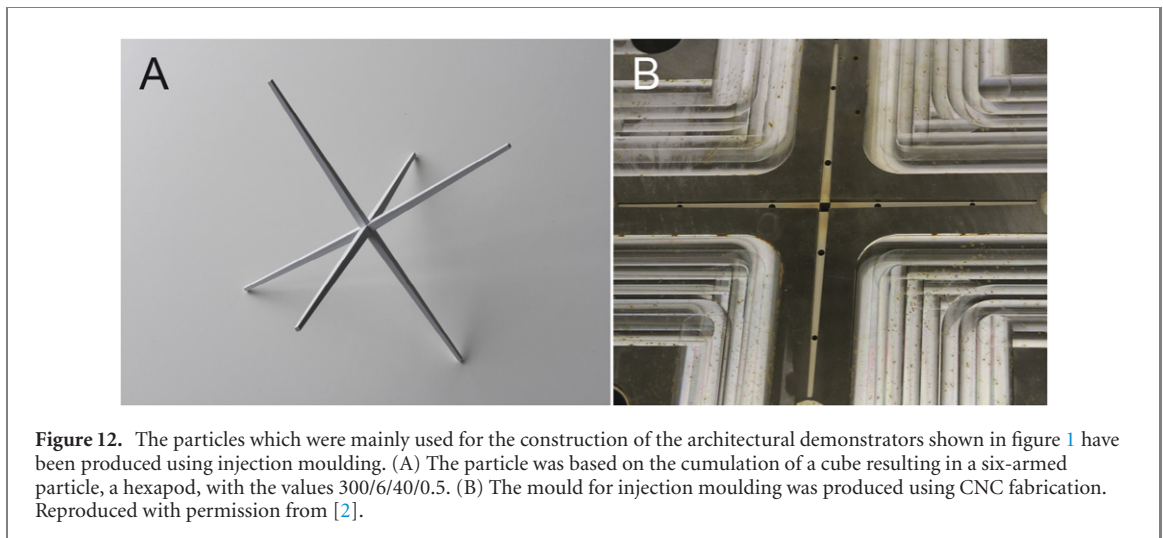 A
B
Figure 12. The particles which were mainly used for the construction of the architectural demonstrators shown in figure 1 have
been produced using injection moulding. (A) The particle was based on the cumulation of a cube resulting in a six-armed
particle, a hexapod, with the values 300/6/40/0.5. (B) The mould for injection moulding was produced using CNC fabrication.
Reproduced with permission from [2].